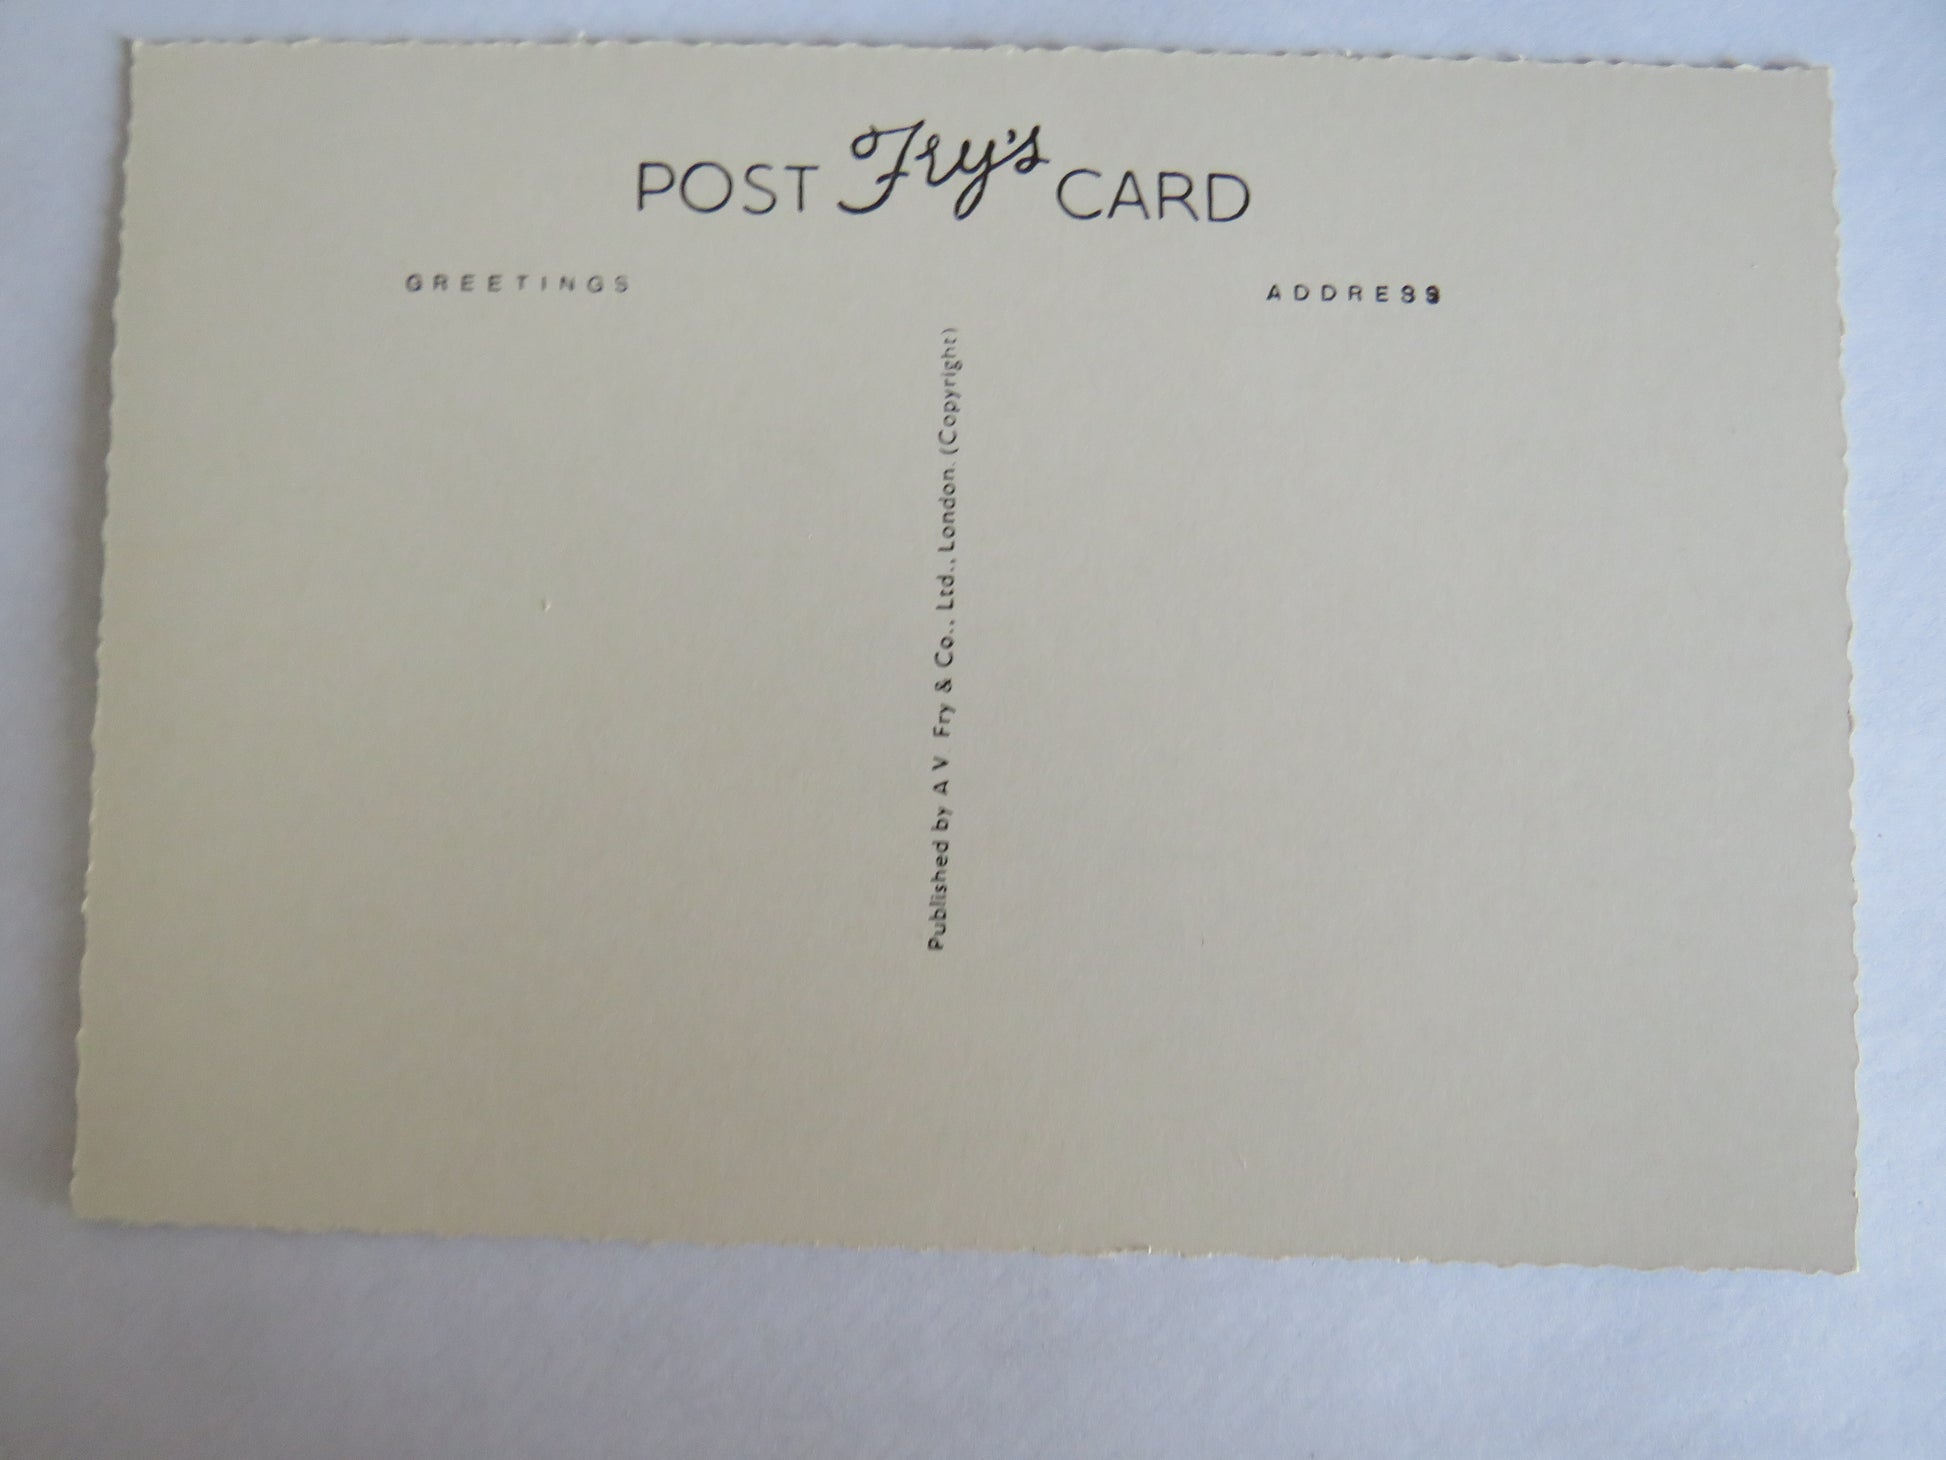 POST Fry's CARD
GREETINGS
ADDRESS
Published by A V. Fry & Co., Ltd., London. (Copyright)